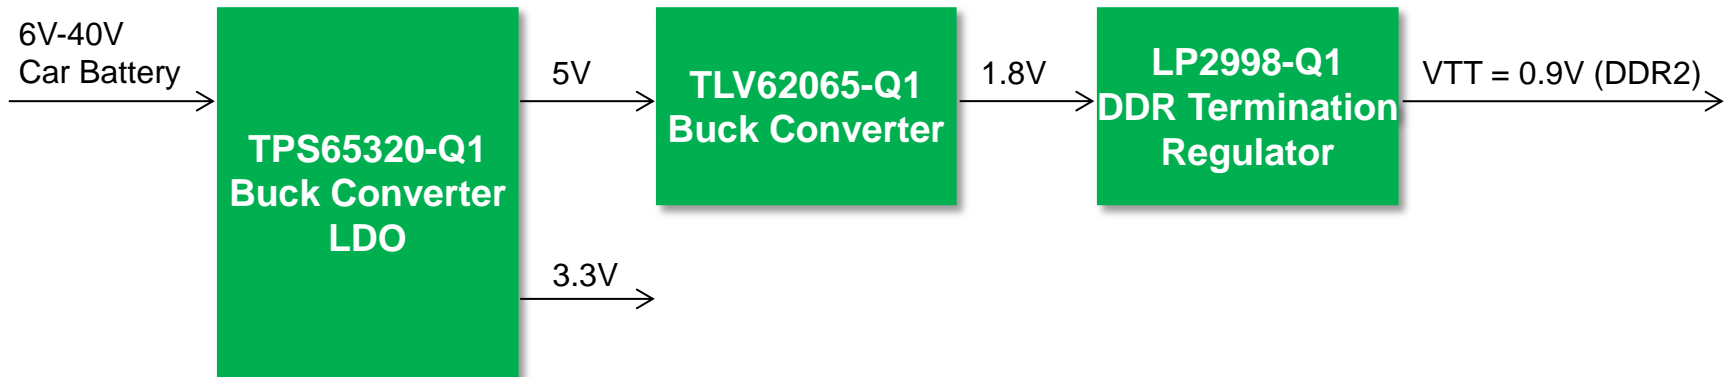 6V-40V
Car Battery
TPS65320-Q1
Buck Converter
LDO
5V
3.3V
TLV62065-Q1
Buck Converter
1.8V
LP2998-Q1
DDR Termination
Regulator
VTT = 0.9V (DDR2)